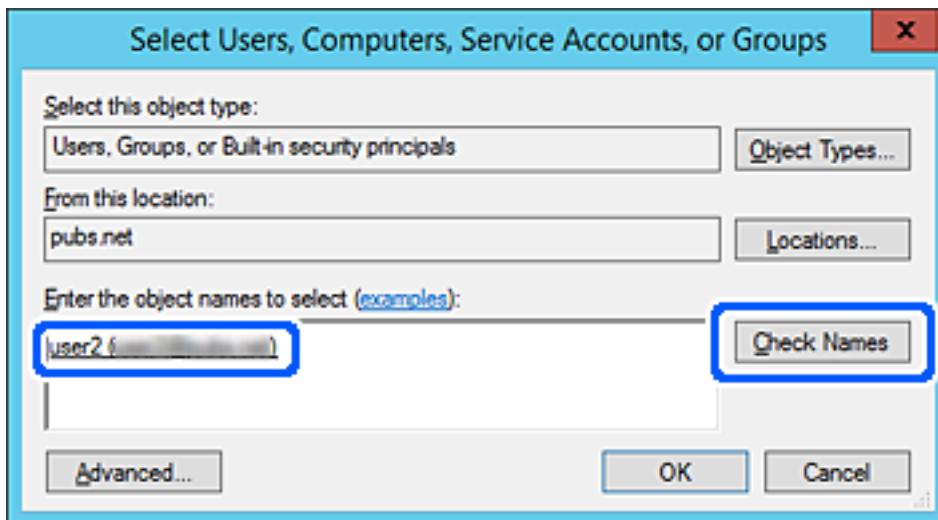 Select Users, Computers, Service Accounts, or Groups
x
Select this object type:
Users, Groups, or Built-in security principals
Object Types...
From this location:
pubs.net
Locations...
Enter the object names to select (examples):
user2 (
)
Check Names
Advanced...
OK
Cancel